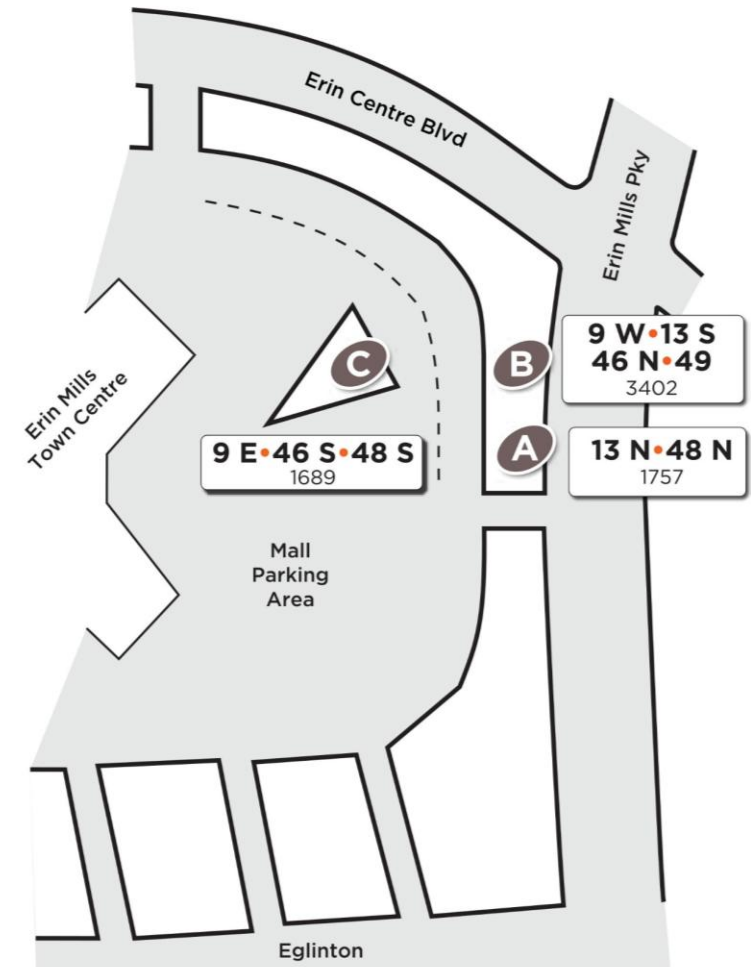 Erin Centre Blvd
Erin Mills Pky
9 W•13 S
46 N•49
3402
B
C
Erin Mills
Town Centre
A
13 N•48 N
1757
9 E•46 S•48 S
1689
Mall
Parking
Area
Eglinton